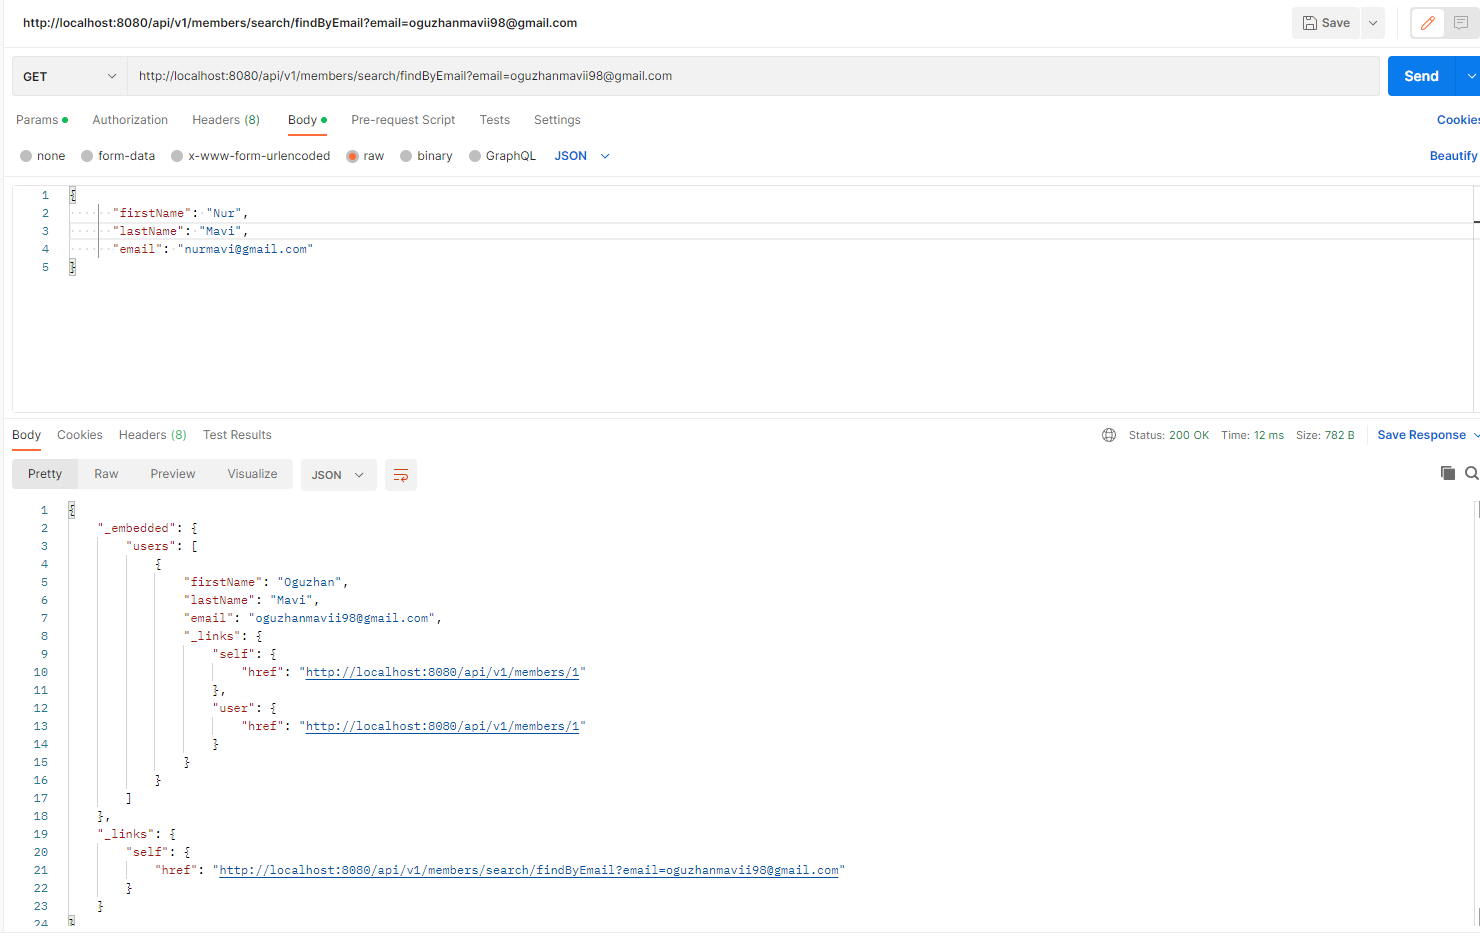 http://localhost:8080/api/v1/members/search/findByEmail?email=oguzhanmavii98@gmail.com
Save
GET http://localhost:8080/api/v1/members/search/findByEmail?email=oguzhanmavii98@gmail.com Send
Params Authorization Headers (8) Body Pre-request Script Tests Settings Cookies
none form-data x-www-form-urlencoded raw binary GraphQL JSON Beautify
1 {
2 "firstName": "Nur",
3 "lastName": "Mavi",
4 "email": "nurmavi@gmail.com"
5 }
Body Cookies Headers (8) Test Results Status: 200 OK Time: 12 ms Size: 782 B Save Response
Pretty Raw Preview Visualize JSON
1 {
2 "_embedded": {
3 "users": [
4 {
5 "firstName": "Oguzhan",
6 "lastName": "Mavi",
7 "email": "oguzhanmavii98@gmail.com",
8 "_links": {
9 "self": {
10 "href": "http://localhost:8080/api/v1/members/1"
11 },
12 "user": {
13 "href": "http://localhost:8080/api/v1/members/1"
14 }
15 }
16 }
17 ]
18 },
19 "_links": {
20 "self": {
21 "href": "http://localhost:8080/api/v1/members/search/findByEmail?email=oguzhanmavii98@gmail.com"
22 }
23 }
24 }